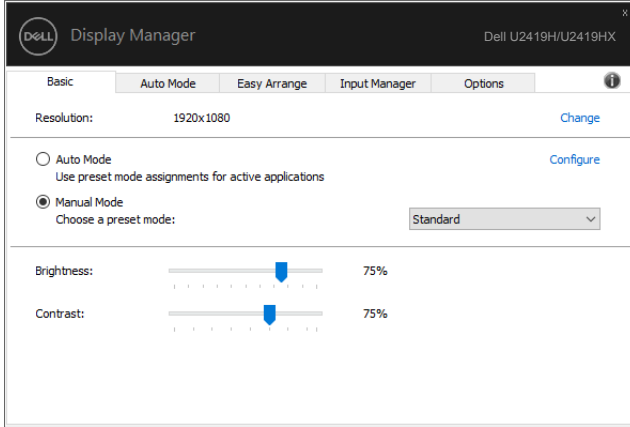 x
DELL Display Manager
Dell U2419H/U2419HX
Basic Auto Mode Easy Arrange Input Manager Options i
Resolution: 1920x1080 Change
Auto Mode Configure
Use preset mode assignments for active applications
Manual Mode
Choose a preset mode: Standard
Brightness: 75%
Contrast: 75%